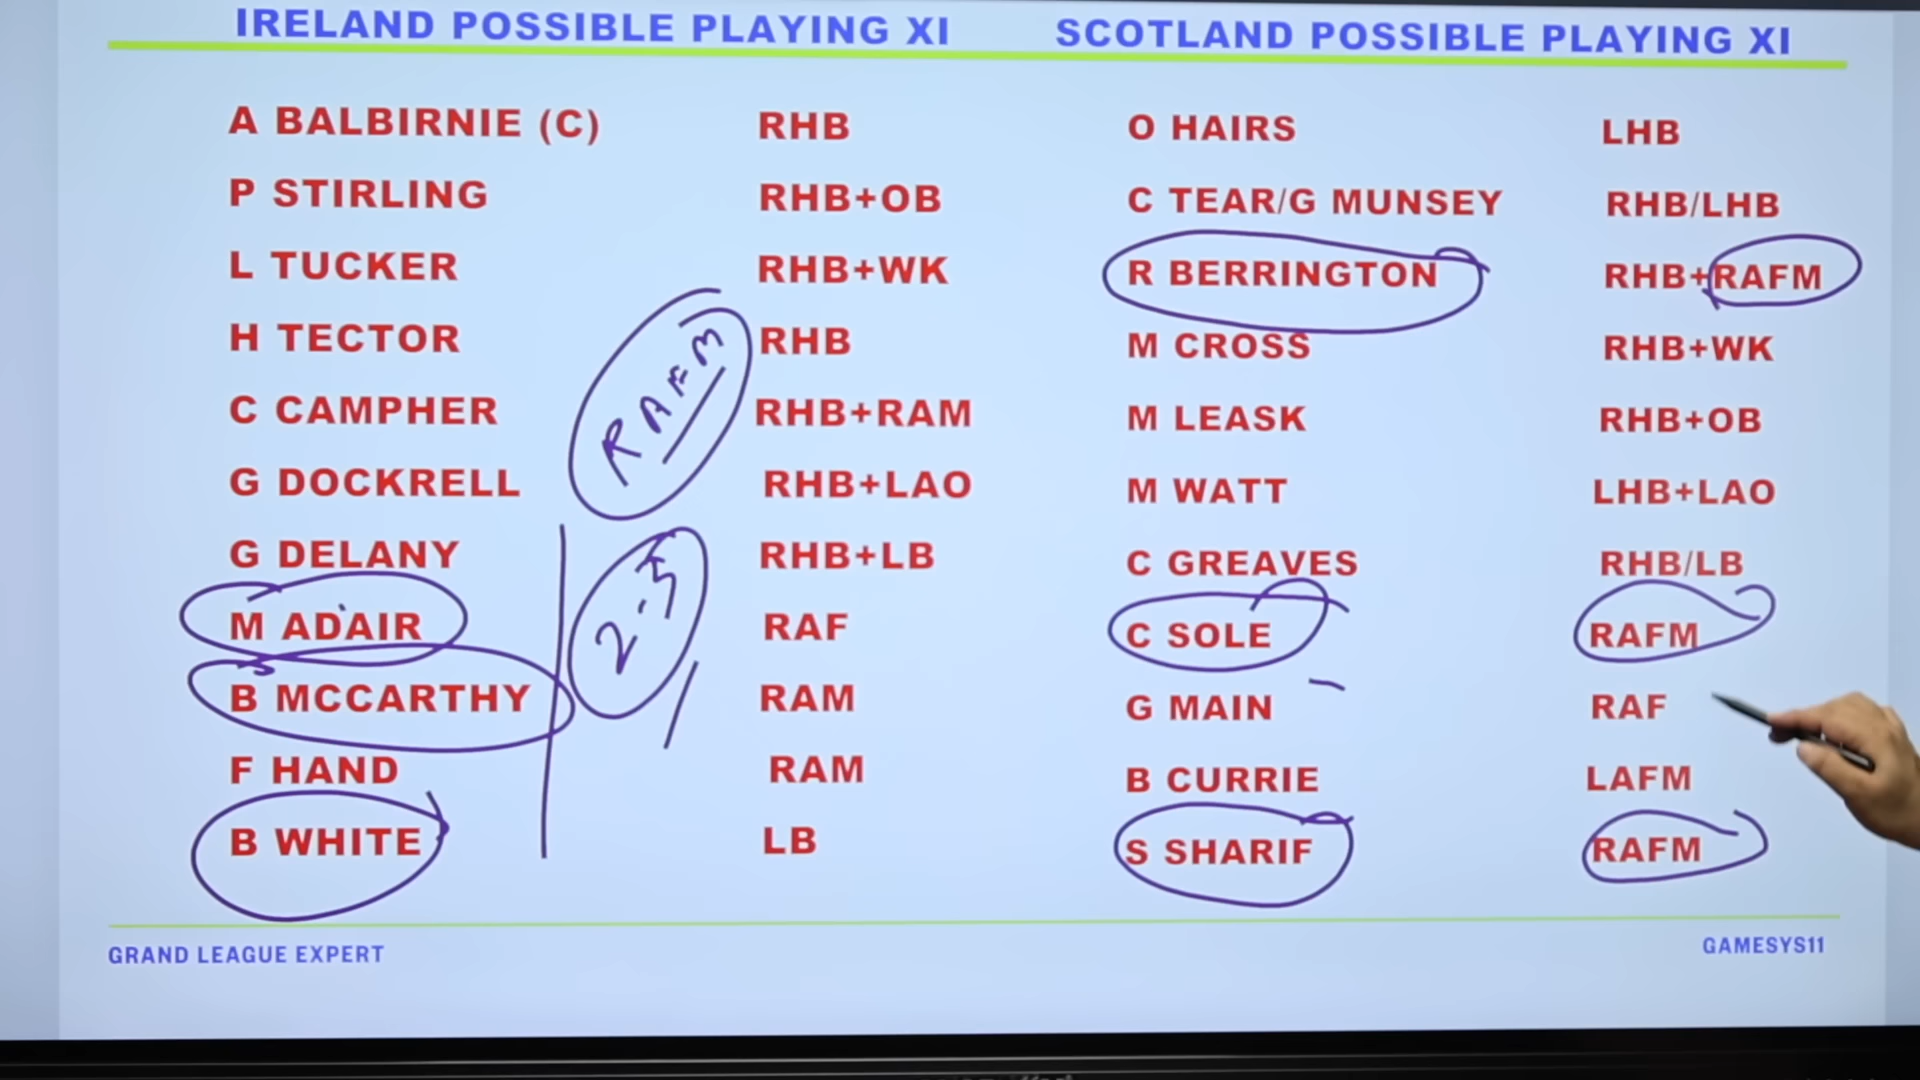 IRELAND POSSIBLE PLAYING XI SCOTLAND POSSIBLE PLAYING XI
A BALBIRNIE (C) RHB O HAIRS LHB
P STIRLING RHB+OB C TEAR/G MUNSEY RHB/LHB
L TUCKER RHB+WK R BERRINGTON RHB+RAFM
H TECTOR RHB M CROSS RHB+WK
RAFM
C CAMPHER RHB+RAM M LEASK RHB+OB
G DOCKRELL RHB+LAO M WATT LHB+LAO
G DELANY RHB+LB C GREAVES RHB/LB
M ADAIR RAF C SOLE RAFM
2-5
B MCCARTHY RAM G MAIN RAF
F HAND RAM B CURRIE LAFM
B WHITE LB S SHARIF RAFM
GRAND LEAGUE EXPERT GAMESYS11